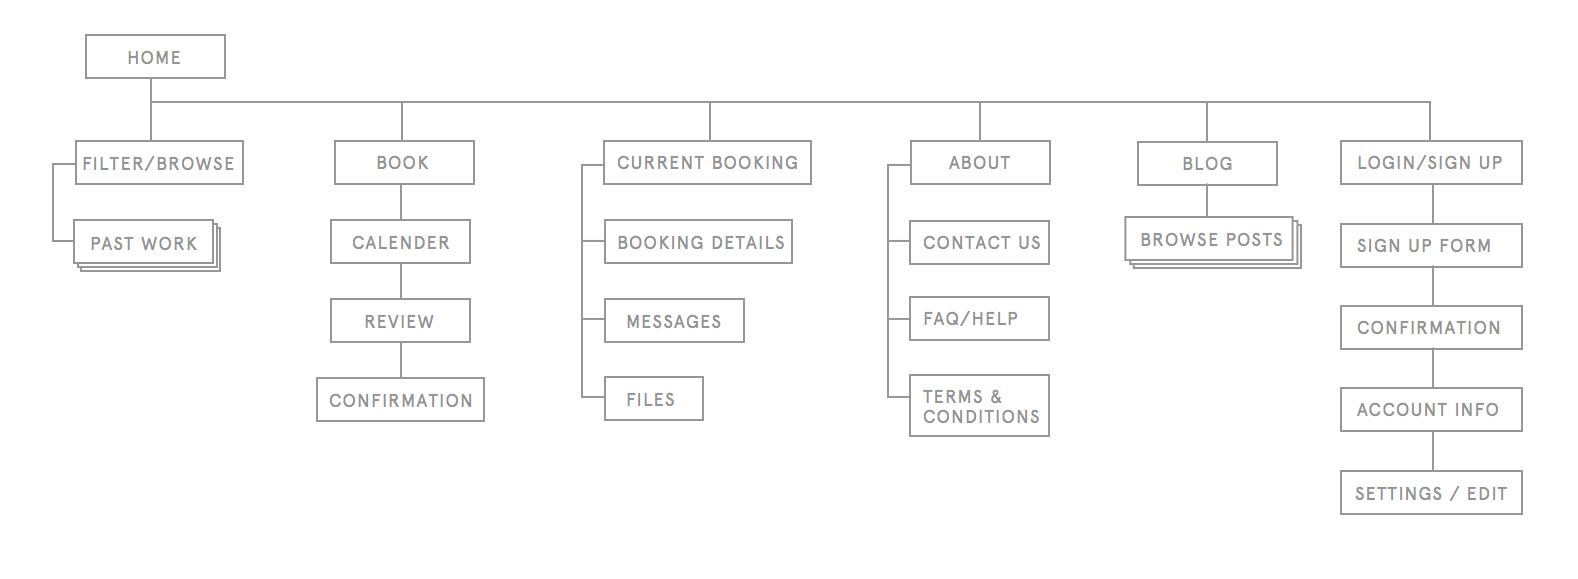 HOME
FILTER/BROWSE
PAST WORK
BOOK
CALENDER
REVIEW
CONFIRMATION
CURRENT BOOKING
BOOKING DETAILS
MESSAGES
FILES
ABOUT
CONTACT US
FAQ/HELP
TERMS &
CONDITIONS
BLOG
BROWSE POSTS
LOGIN/SIGN UP
SIGN UP FORM
CONFIRMATION
ACCOUNT INFO
SETTINGS / EDIT